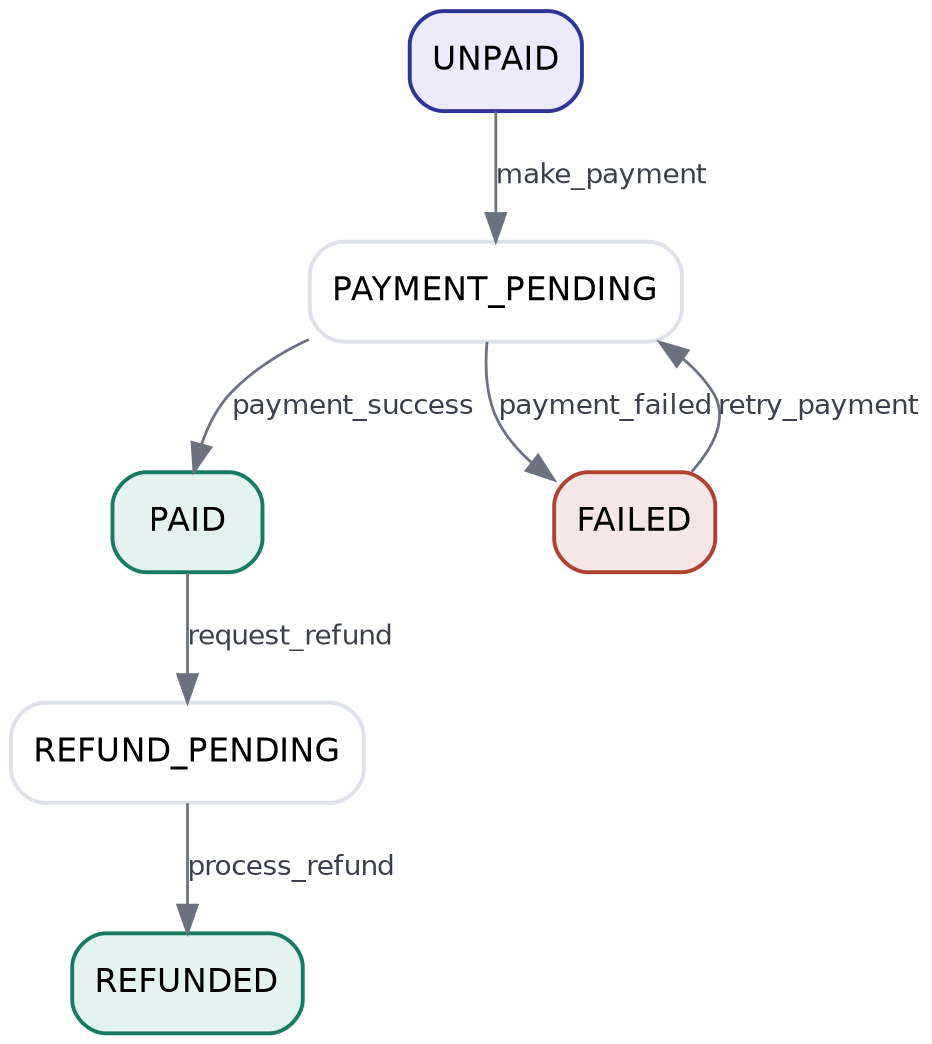 UNPAID
make_payment
PAYMENT_PENDING
payment_success
payment_failed
retry_payment
PAID
FAILED
request_refund
REFUND_PENDING
process_refund
REFUNDED